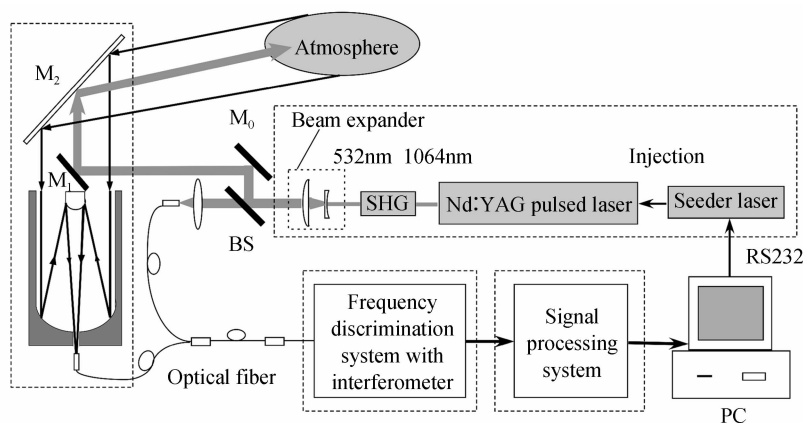 M2
Atmosphere
M0
Beam expander
532nm 1064nm
Injection
M1
SHG
Nd:YAG pulsed laser
Seeder laser
BS
RS232
Frequency
discrimination
system with
interferometer
Signal
processing
system
Optical fiber
PC